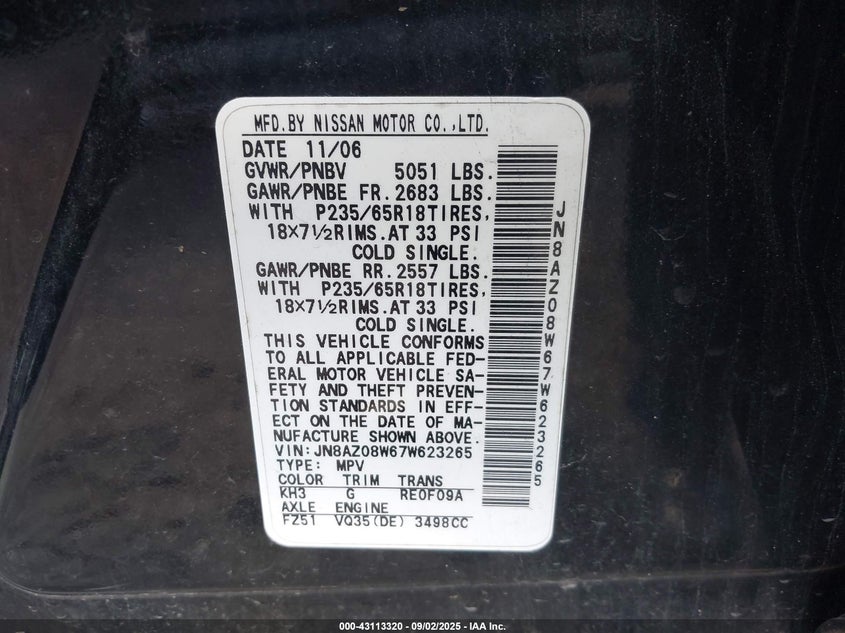 MFD.BY NISSAN MOTOR CO.,LTD.
DATE 11/06
GVWR/PNBV 5051 LBS.
GAWR/PNBE FR. 2683 LBS.
WITH P235/65R18TIRES,
18X7½RIMS.AT 33 PSI
COLD SINGLE.
GAWR/PNBE RR. 2557 LBS.
WITH P235/65R18TIRES,
18X7½RIMS.AT 33 PSI
COLD SINGLE.
THIS VEHICLE CONFORMS
TO ALL APPLICABLE FED-
ERAL MOTOR VEHICLE SA-
FETY AND THEFT PREVEN-
TION STANDARDS IN EFF-
ECT ON THE DATE OF MA-
NUFACTURE SHOWN ABOVE.
VIN:JN8AZ08W67W623265
TYPE: MPV
COLOR TRIM TRANS
KH3 G RE0F09A
AXLE ENGINE
FZ51 VQ35(DE) 3498CC
JN8AZ08W67W623265
000-43113320 - 09/02/2025 - IAA Inc.